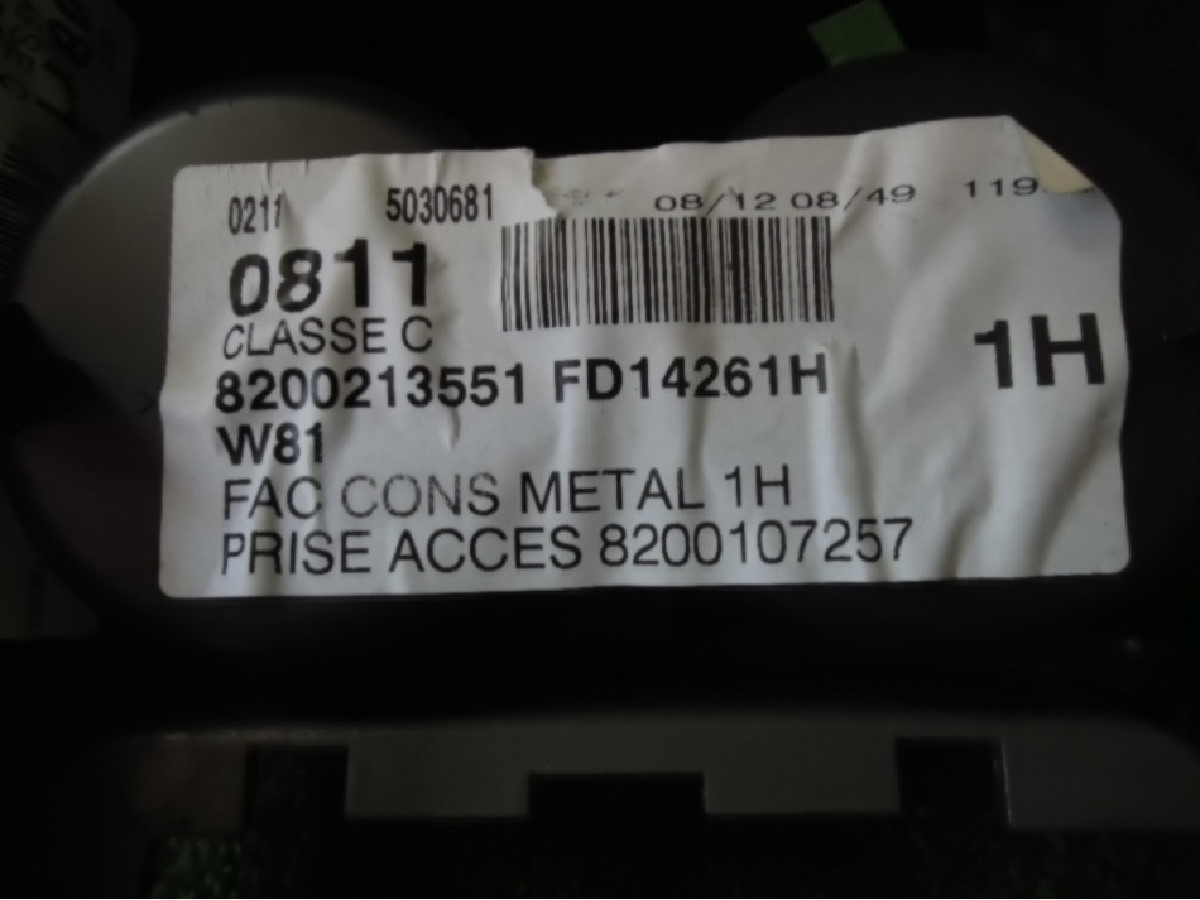 0211 5030681 08/12 08/49 119
0811
CLASSE C
1H
8200213551 FD14261H
W81
FAC CONS METAL 1H
PRISE ACCES 8200107257